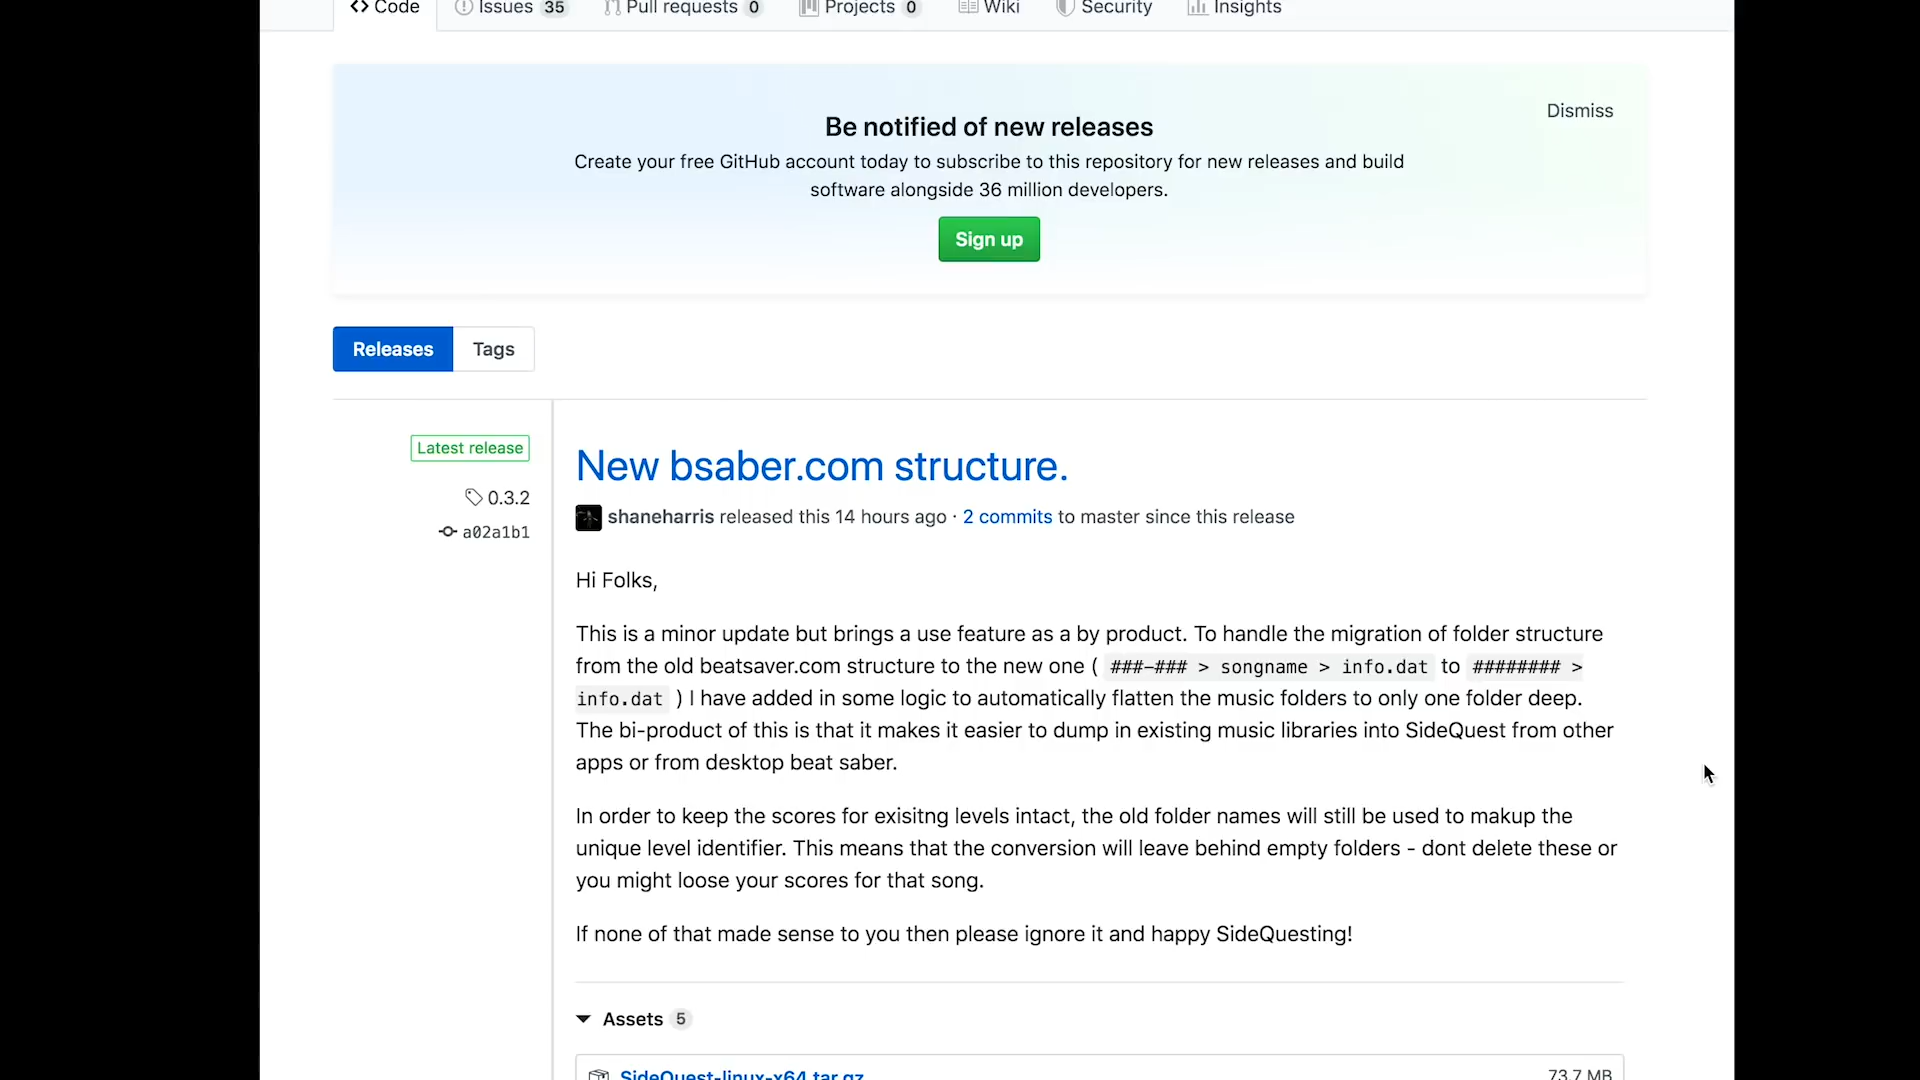 Code Issues 35 Pull requests 0 Projects 0 Wiki Security Insights
Dismiss
Be notified of new releases
Create your free GitHub account today to subscribe to this repository for new releases and build
software alongside 36 million developers.
Sign up
Releases Tags
Latest release
0.3.2
a02a1b1
New bsaber.com structure.
shaneharris released this 14 hours ago · 2 commits to master since this release
Hi Folks,
This is a minor update but brings a use feature as a by product. To handle the migration of folder structure
from the old beatsaver.com structure to the new one ( ###-### > songname > info.dat to ######## >
info.dat ) I have added in some logic to automatically flatten the music folders to only one folder deep.
The bi-product of this is that it makes it easier to dump in existing music libraries into SideQuest from other
apps or from desktop beat saber.
In order to keep the scores for exisitng levels intact, the old folder names will still be used to makup the
unique level identifier. This means that the conversion will leave behind empty folders - dont delete these or
you might loose your scores for that song.
If none of that made sense to you then please ignore it and happy SideQuesting!
Assets 5
SideQuest-linux-x64.tar.gz 73.7 MB